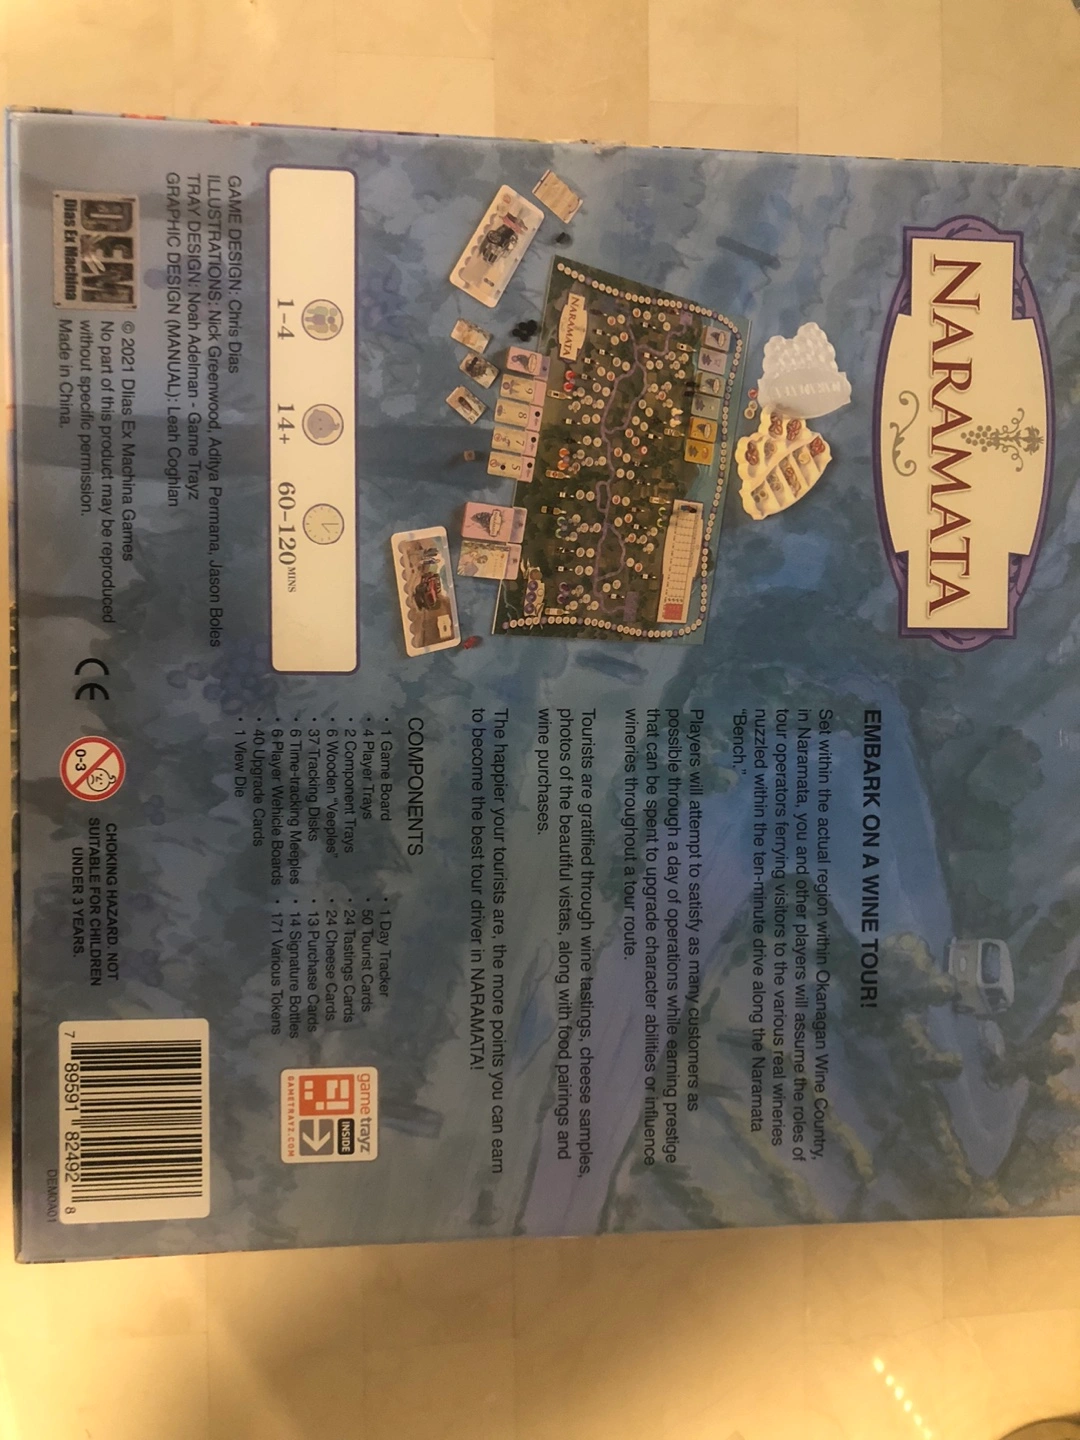 NARAMATA
EMBARK ON A WINE TOUR!
Set within the actual region within Okanagan Wine Country,
in Naramata, you and other players will assume the roles of
tour operators ferrying visitors to the various real wineries
nuzzled within the ten-minute drive along the Naramata
"Bench."
Players will attempt to satisfy as many customers as
possible through a day of operations while earning prestige
that can be spent to upgrade character abilities or influence
wineries throughout a tour route.
Tourists are gratified through wine tastings, cheese samples,
photos of the beautiful vistas, along with food pairings and
wine purchases.
The happier your tourists are, the more points you can earn
to become the best tour driver in NARAMATA!
NARAMATA
9 8 7 5
COMPONENTS
• 1 Game Board
• 4 Player Trays
• 2 Component Trays
• 6 Wooden "Veeples"
• 37 Tracking Disks
• 6 Time-tracking Meeples
• 6 Player Vehicle Boards
• 40 Upgrade Cards
• 1 View Die
• 1 Day Tracker
• 50 Tourist Cards
• 24 Tastings Cards
• 24 Cheese Cards
• 13 Purchase Cards
• 14 Signature Bottles
• 171 Various Tokens
game trayz
INSIDE
GAMETRAYZ.COM
1-4
14+
60-120 MINS
GAME DESIGN: Chris Dias
ILLUSTRATIONS: Nick Greenwood, Aditya Permana, Jason Boles
TRAY DESIGN: Noah Adelman - Game Trayz
GRAPHIC DESIGN (MANUAL): Leah Coghlan
DEM
Dias Ex Machina
© 2021 Dias Ex Machina Games
No part of this product may be reproduced
without specific permission.
Made in China.
CE
0-3
CHOKING HAZARD. NOT
SUITABLE FOR CHILDREN
UNDER 3 YEARS.
7 89591 82492 8
DEM0A01